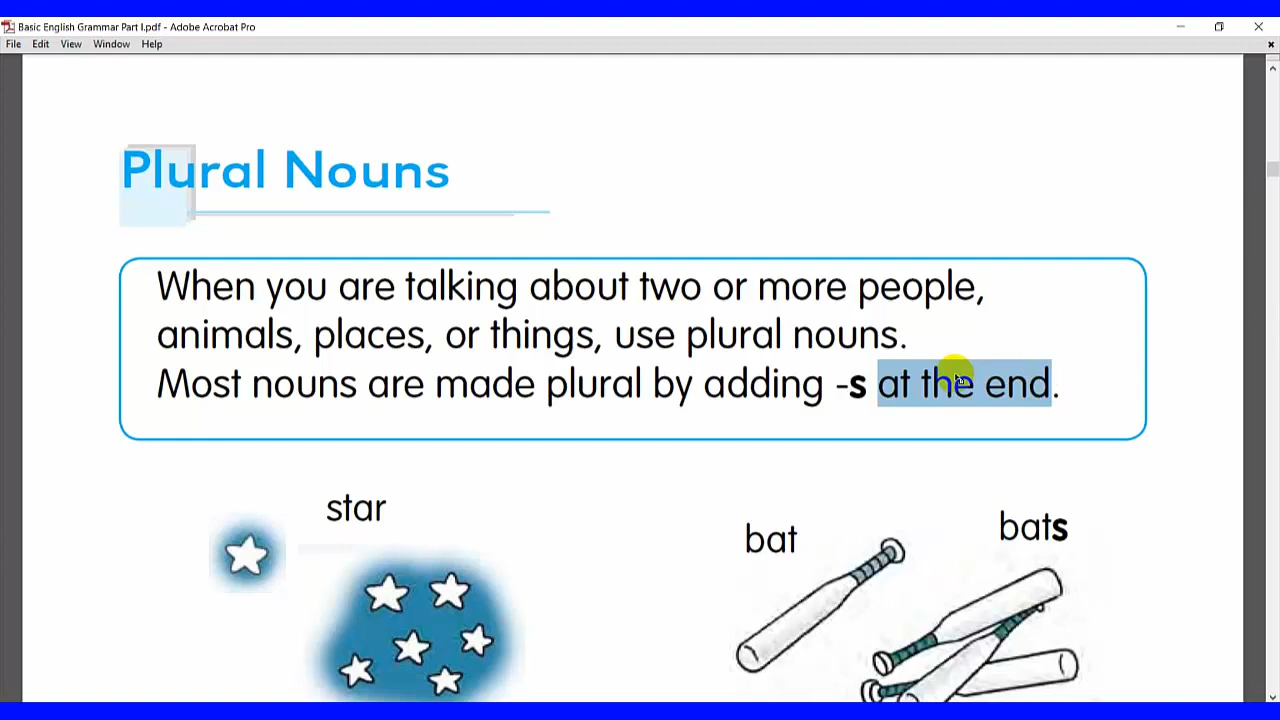 Basic English Grammar Part I.pdf - Adobe Acrobat Pro
File Edit View Window Help
Plural Nouns
When you are talking about two or more people,
animals, places, or things, use plural nouns.
Most nouns are made plural by adding -s at the end.
star
bat
bats